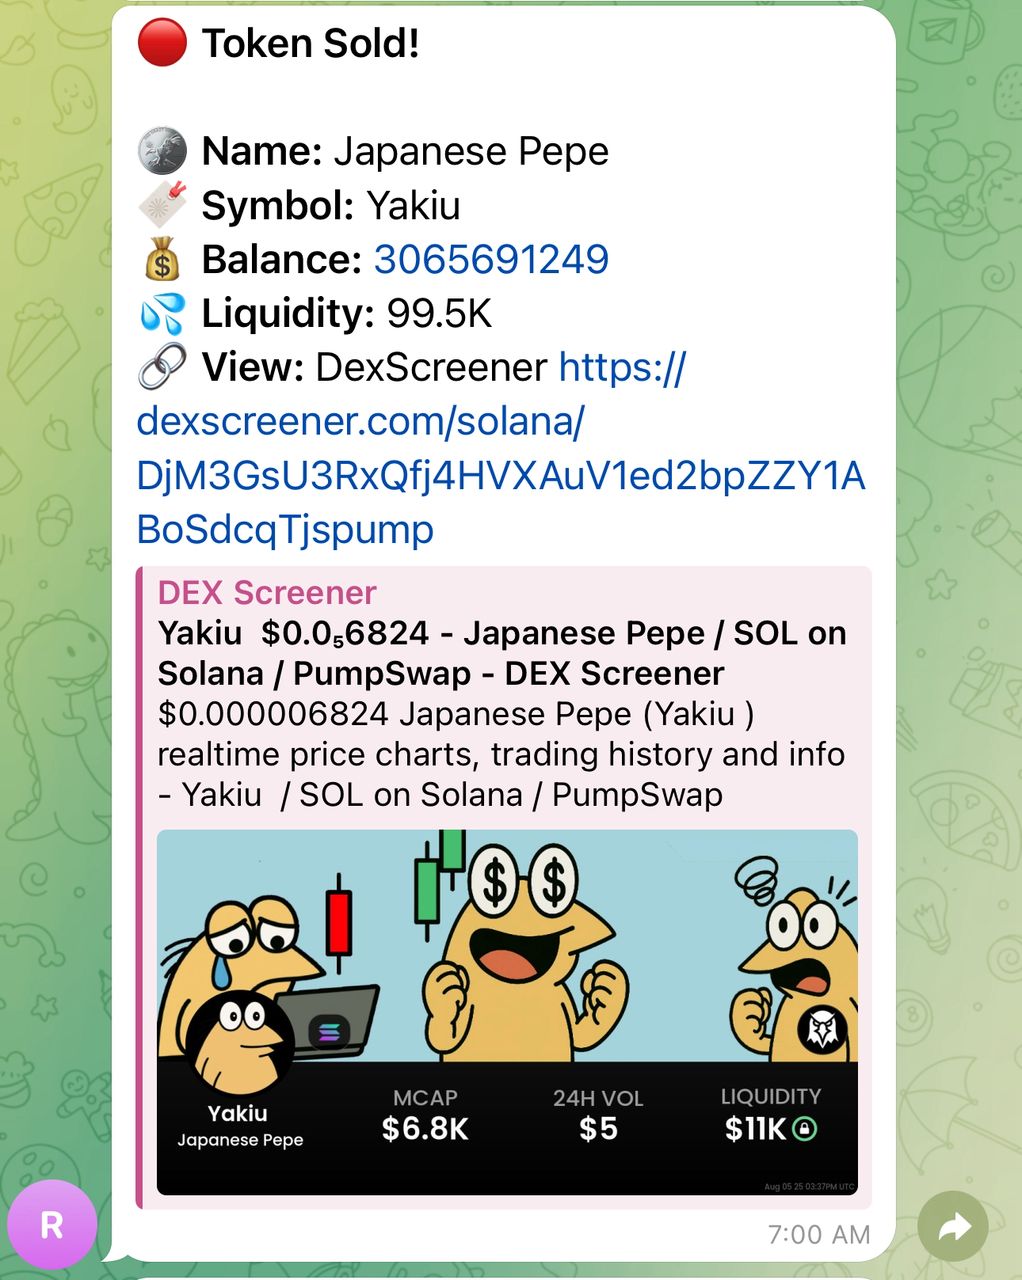 🔴 Token Sold!
🪙 Name: Japanese Pepe
🔖 Symbol: Yakiu
💰 Balance: 3065691249
💦 Liquidity: 99.5K
🔗 View: DexScreener https://
dexscreener.com/solana/
DjM3GsU3RxQfj4HVXAuV1ed2bpZZY1A
BoSdcqTjspump
DEX Screener
Yakiu $0.0₅6824 - Japanese Pepe / SOL on
Solana / PumpSwap - DEX Screener
$0.000006824 Japanese Pepe (Yakiu )
realtime price charts, trading history and info
- Yakiu / SOL on Solana / PumpSwap
$ $
Yakiu
Japanese Pepe
MCAP
$6.8K
24H VOL
$5
LIQUIDITY
$11K
Aug 05 25 03:37PM UTC
R
7:00 AM